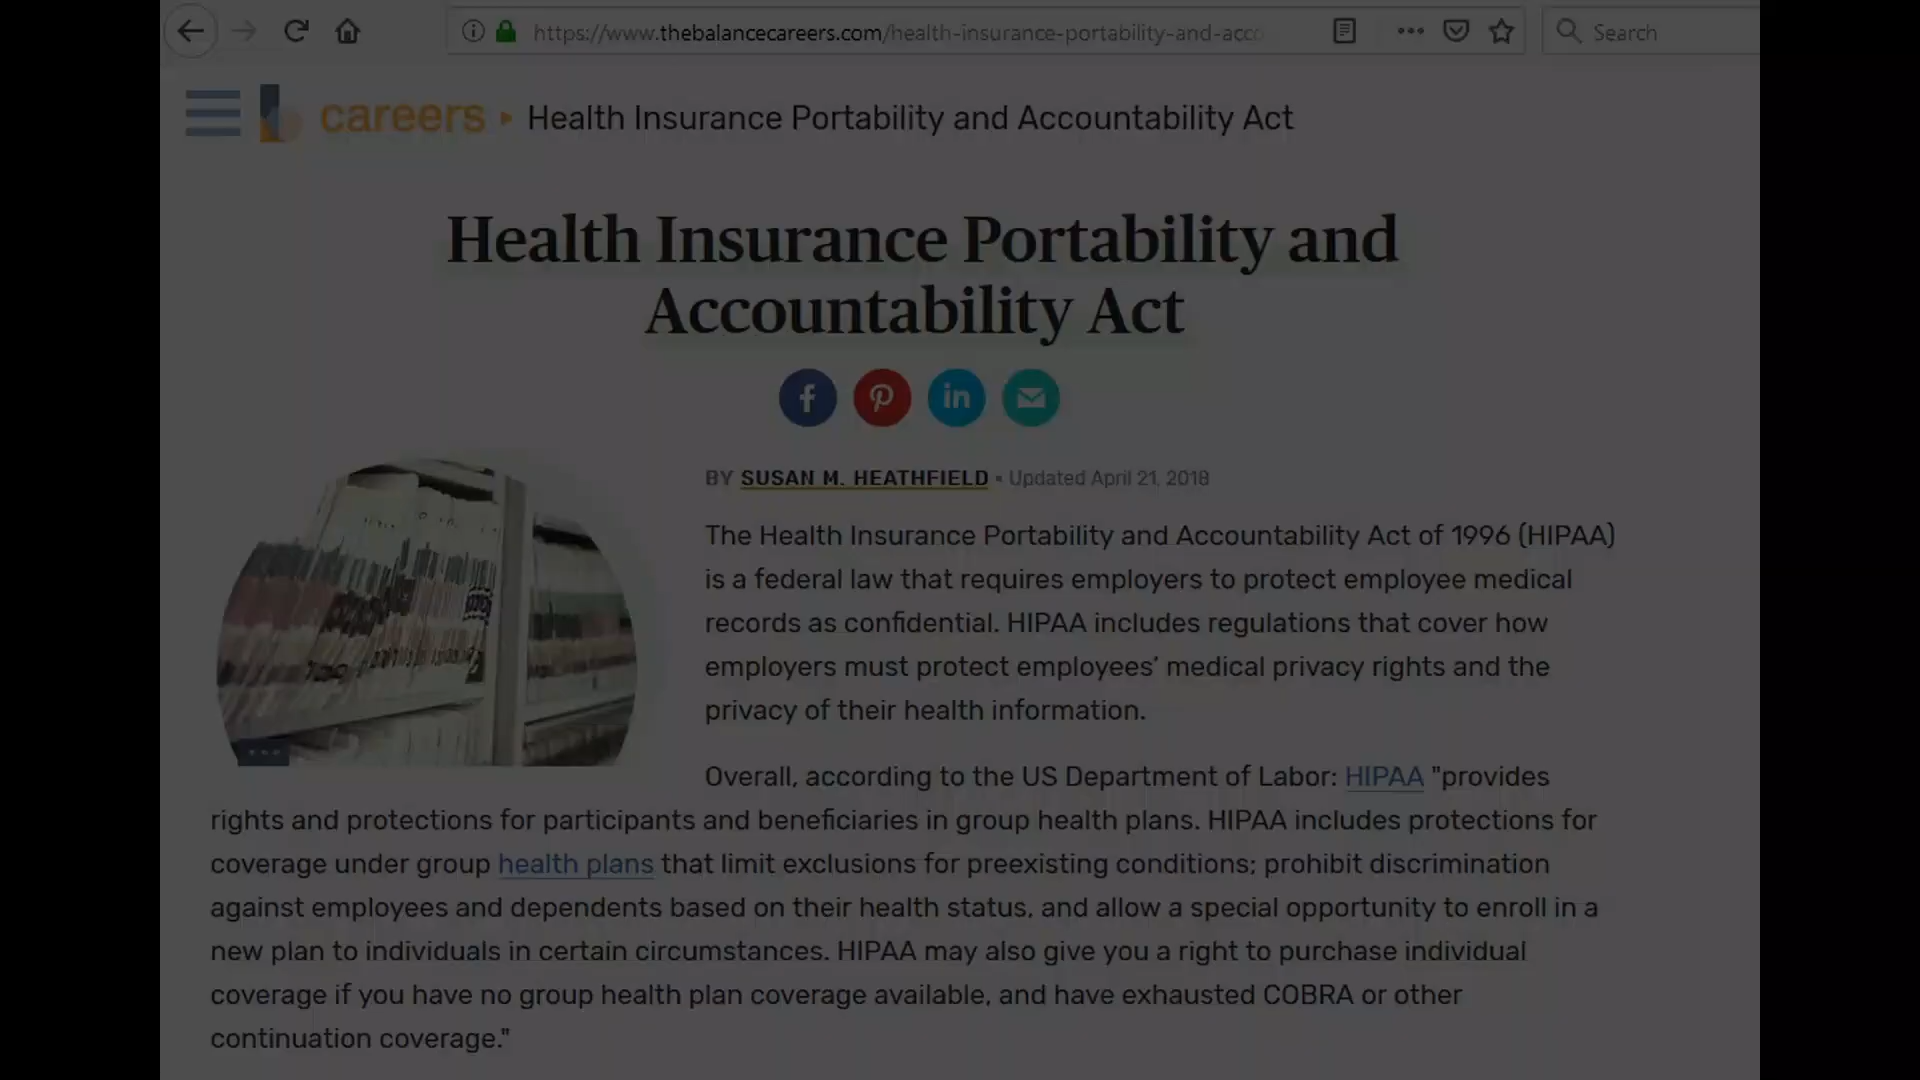 https://www.thebalancecareers.com/health-insurance-portability-and-acco
Search
careers
Health Insurance Portability and Accountability Act
Health Insurance Portability and
Accountability Act
BY SUSAN M. HEATHFIELD • Updated April 21, 2018
The Health Insurance Portability and Accountability Act of 1996 (HIPAA)
is a federal law that requires employers to protect employee medical
records as confidential. HIPAA includes regulations that cover how
employers must protect employees’ medical privacy rights and the
privacy of their health information.
Overall, according to the US Department of Labor: HIPAA "provides
rights and protections for participants and beneficiaries in group health plans. HIPAA includes protections for
coverage under group health plans that limit exclusions for preexisting conditions; prohibit discrimination
against employees and dependents based on their health status, and allow a special opportunity to enroll in a
new plan to individuals in certain circumstances. HIPAA may also give you a right to purchase individual
coverage if you have no group health plan coverage available, and have exhausted COBRA or other
continuation coverage."